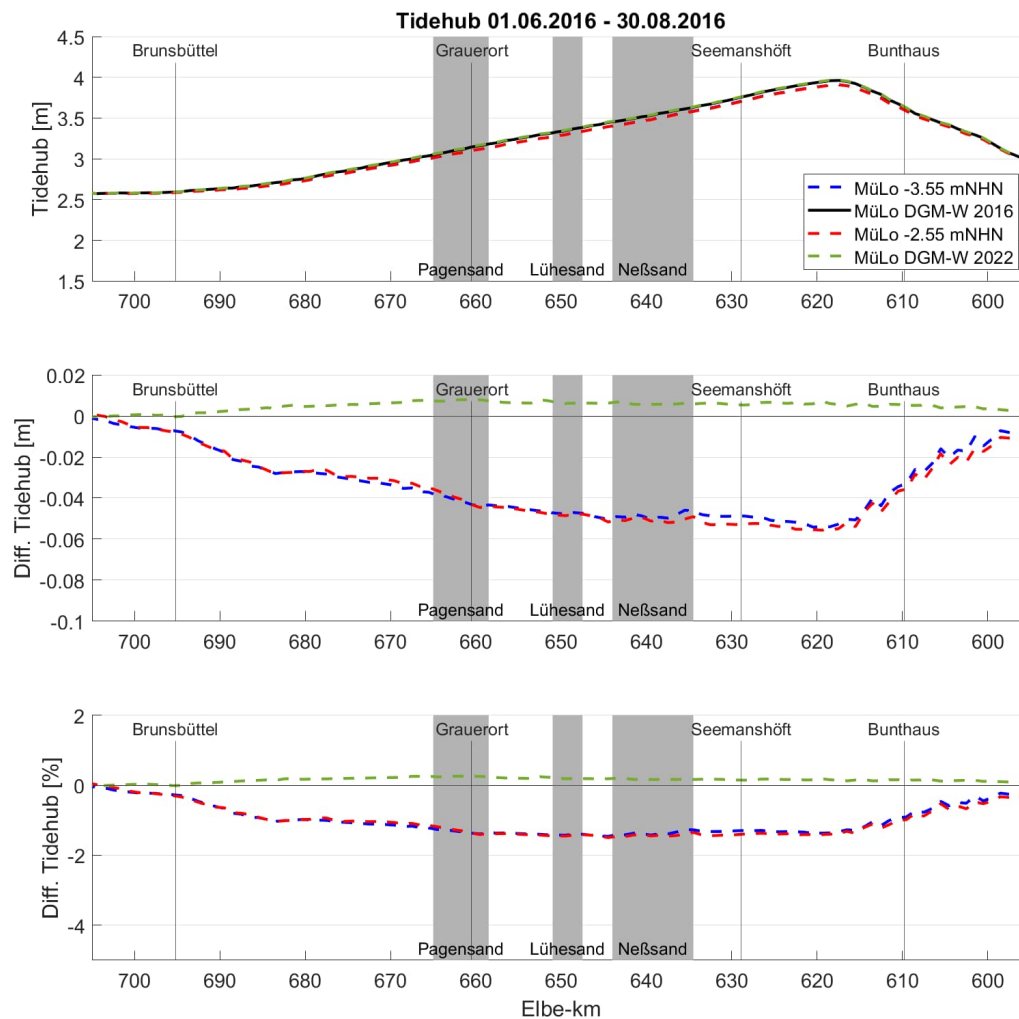 Tidehub 01.06.2016 - 30.08.2016
Tidehub [m]
4.5
4
3.5
3
2.5
2
1.5
Brunsbüttel
Grauerort
Seemanshöft
Bunthaus
MüLo -3.55 mNHN
MüLo DGM-W 2016
MüLo -2.55 mNHN
MüLo DGM-W 2022
Pagensand
Lühesand
Neßsand
700 690 680 670 660 650 640 630 620 610 600
Diff. Tidehub [m]
0.02
0
-0.02
-0.04
-0.06
-0.08
-0.1
Brunsbüttel
Grauerort
Seemanshöft
Bunthaus
Pagensand
Lühesand
Neßsand
700 690 680 670 660 650 640 630 620 610 600
Diff. Tidehub [%]
2
0
-2
-4
Brunsbüttel
Grauerort
Seemanshöft
Bunthaus
Pagensand
Lühesand
Neßsand
700 690 680 670 660 650 640 630 620 610 600
Elbe-km